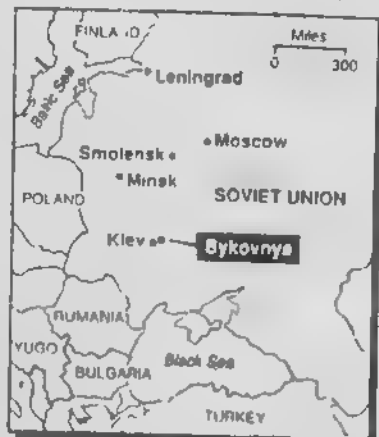 FINLAND
Miles
0 300
Baltic Sea
Leningrad
Moscow
Smolensk
Minsk
POLAND
SOVIET UNION
Kiev
Bykovnya
RUMANIA
YUGO
BULGARIA
Black Sea
TURKEY